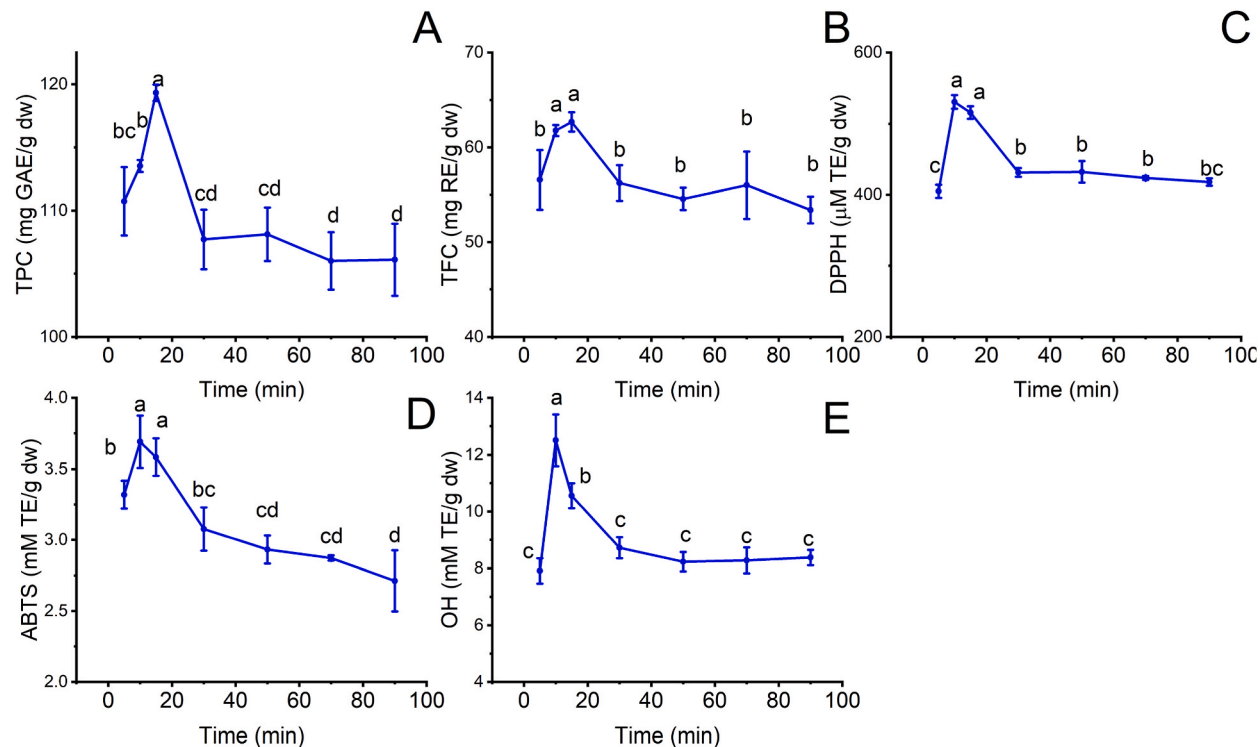 A
TPC (mg GAE/g dw)
120
110
100
bc
b
a
cd
cd
d
d
0 20 40 60 80 100
Time (min)
B
TFC (mg RE/g dw)
70
60
50
40
b
a
a
b
b
b
b
0 20 40 60 80 100
Time (min)
C
DPPH (μM TE/g dw)
600
400
200
c
a
a
b
b
b
bc
0 20 40 60 80 100
Time (min)
D
ABTS (mM TE/g dw)
4.0
3.5
3.0
2.5
2.0
b
a
a
bc
cd
cd
d
0 20 40 60 80 100
Time (min)
E
OH (mM TE/g dw)
14
12
10
8
6
4
c
a
b
c
c
c
c
0 20 40 60 80 100
Time (min)